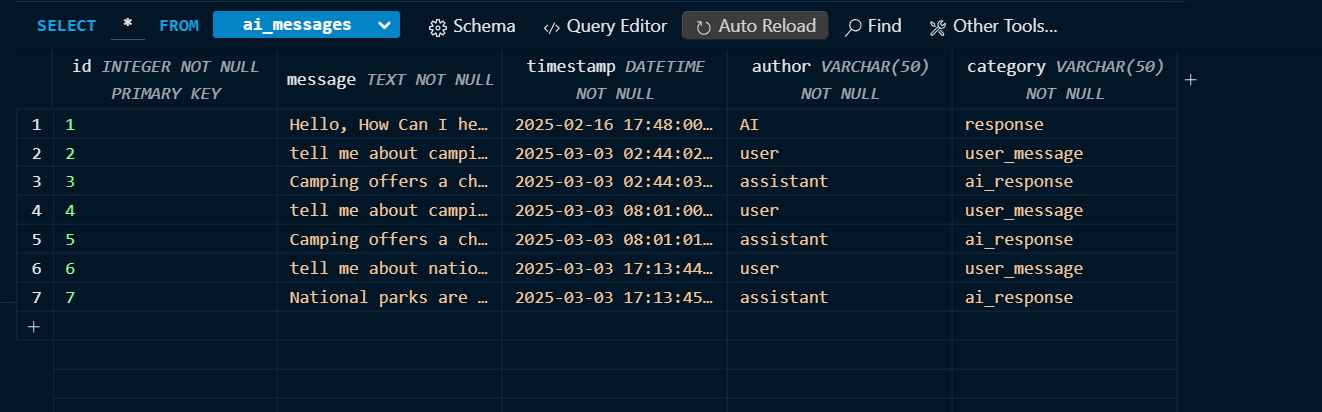 SELECT * FROM ai_messages Schema Query Editor Auto Reload Find Other Tools...
id INTEGER NOT NULL PRIMARY KEY message TEXT NOT NULL timestamp DATETIME NOT NULL author VARCHAR(50) NOT NULL category VARCHAR(50) NOT NULL +
1 1 Hello, How Can I he… 2025-02-16 17:48:00… AI response
2 2 tell me about campi… 2025-03-03 02:44:02… user user_message
3 3 Camping offers a ch… 2025-03-03 02:44:03… assistant ai_response
4 4 tell me about campi… 2025-03-03 08:01:00… user user_message
5 5 Camping offers a ch… 2025-03-03 08:01:01… assistant ai_response
6 6 tell me about natio… 2025-03-03 17:13:44… user user_message
7 7 National parks are … 2025-03-03 17:13:45… assistant ai_response
+